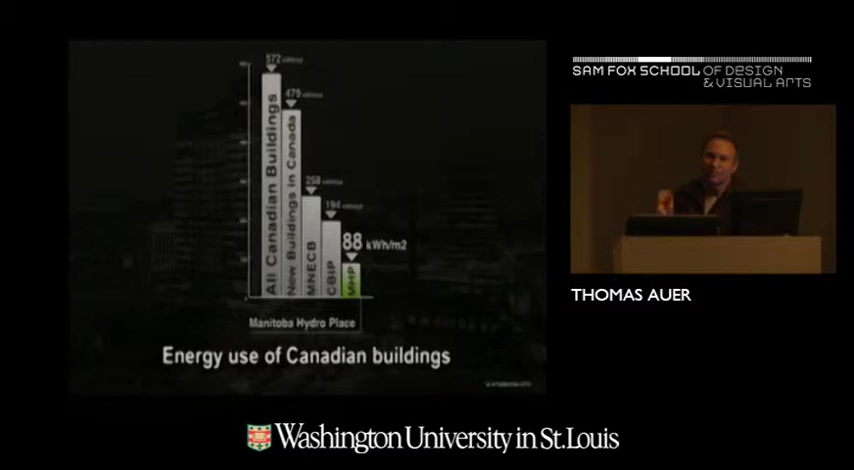 572
479
258
194
88 kWh/m2
All Canadian Buildings
New Buildings in Canada
MNECB
CBIP
MHP
Manitoba Hydro Place
Energy use of Canadian buildings
SAM FOX SCHOOL OF DESIGN
& VISUAL ARTS
THOMAS AUER
Washington University in St. Louis